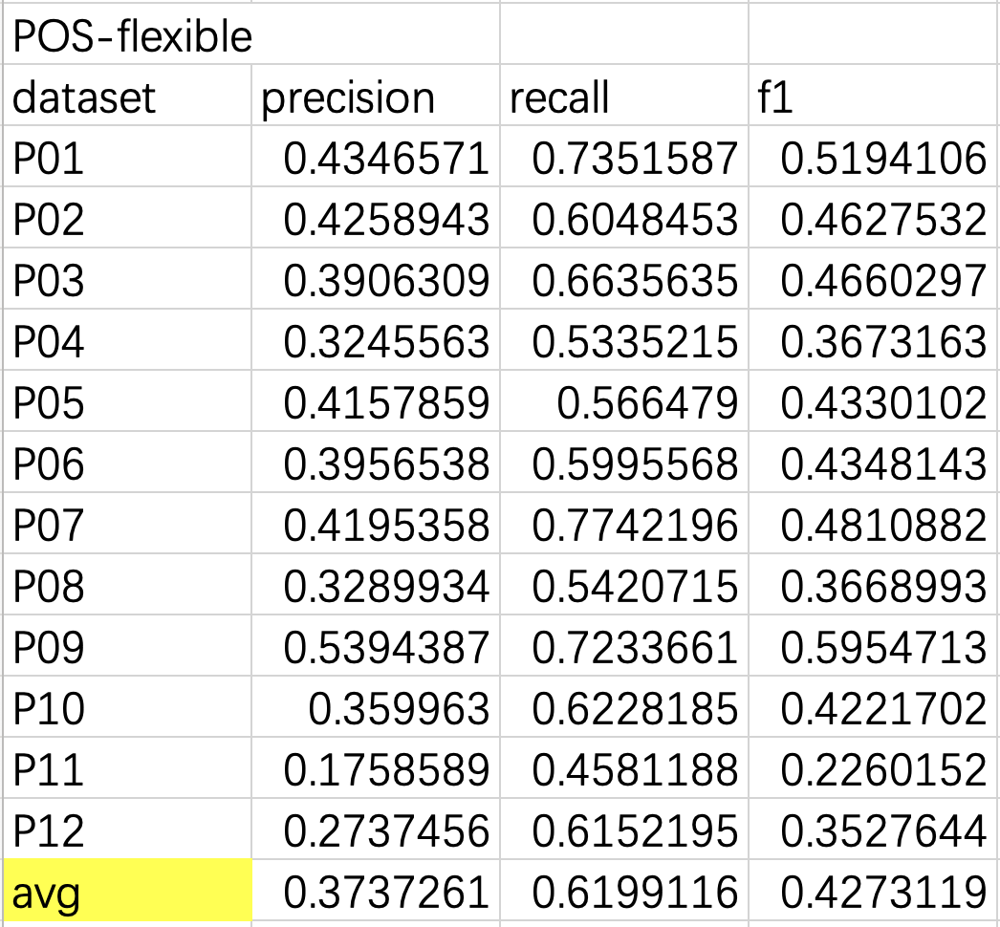 POS-flexible
dataset precision recall f1
P01 0.4346571 0.7351587 0.5194106
P02 0.4258943 0.6048453 0.4627532
P03 0.3906309 0.6635635 0.4660297
P04 0.3245563 0.5335215 0.3673163
P05 0.4157859 0.566479 0.4330102
P06 0.3956538 0.5995568 0.4348143
P07 0.4195358 0.7742196 0.4810882
P08 0.3289934 0.5420715 0.3668993
P09 0.5394387 0.7233661 0.5954713
P10 0.359963 0.6228185 0.4221702
P11 0.1758589 0.4581188 0.2260152
P12 0.2737456 0.6152195 0.3527644
avg 0.3737261 0.6199116 0.4273119